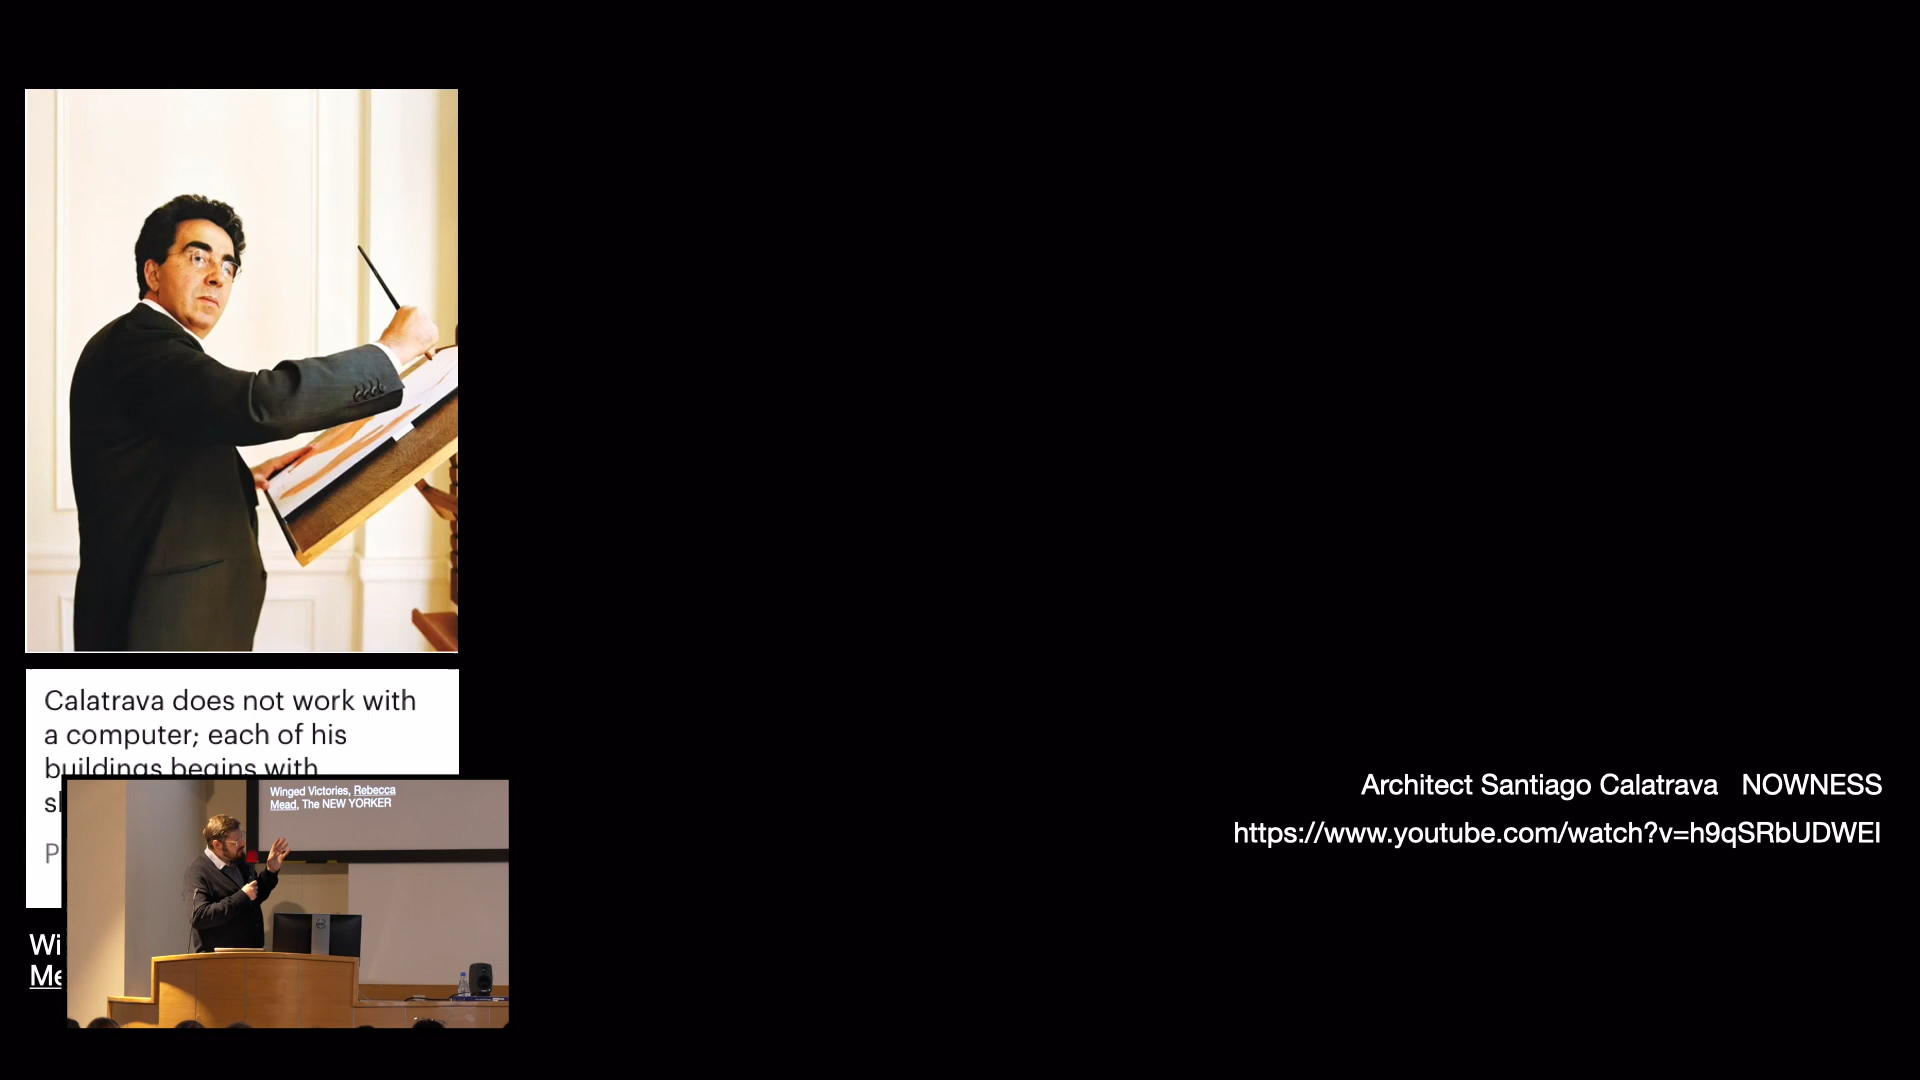 Calatrava does not work with
a computer; each of his
buildings begins with
Winged Victories, Rebecca
Mead, The NEW YORKER
Architect Santiago Calatrava NOWNESS
https://www.youtube.com/watch?v=h9qSRbUDWEI